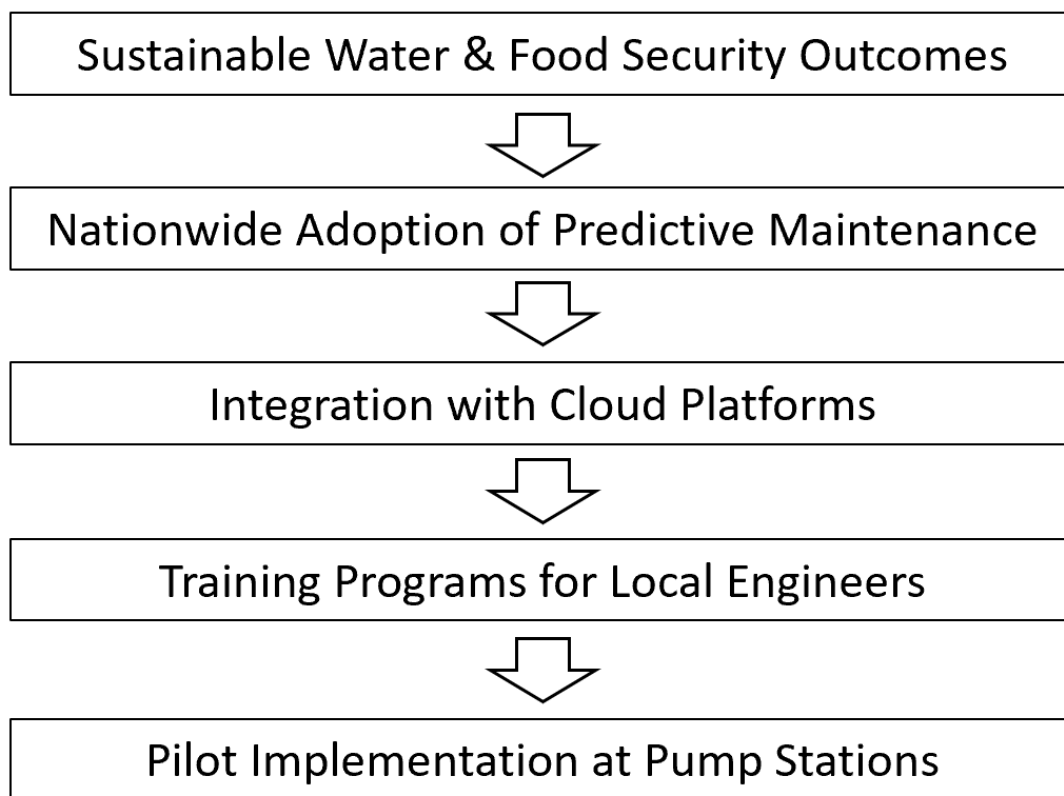 Sustainable Water & Food Security Outcomes
Nationwide Adoption of Predictive Maintenance
Integration with Cloud Platforms
Training Programs for Local Engineers
Pilot Implementation at Pump Stations